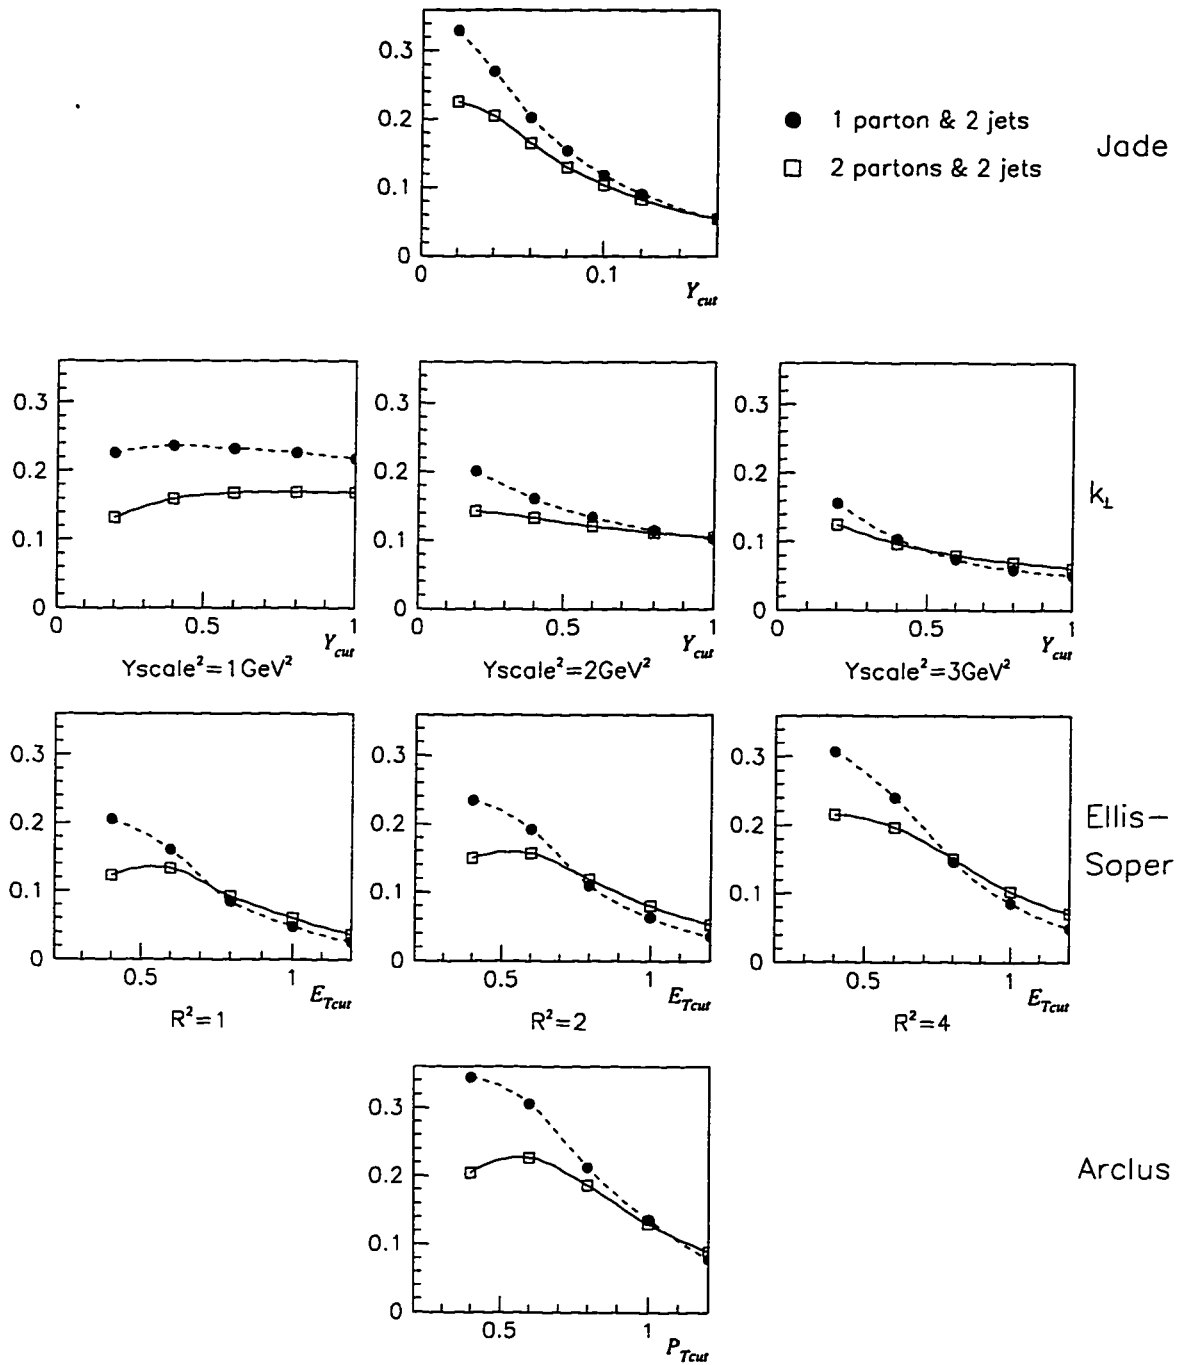 0.3
0.2
0.1
0
0
0.1
Y_cut
● 1 parton & 2 jets
□ 2 partons & 2 jets
Jade
0.3
0.2
0.1
0
0
0.5
1
Y_cut
Yscale²=1GeV²
0.3
0.2
0.1
0
0
0.5
1
Y_cut
Yscale²=2GeV²
0.3
0.2
0.1
0
0
0.5
1
Y_cut
Yscale²=3GeV²
k⊥
0.3
0.2
0.1
0
0.5
1
E_Tcut
R²=1
0.3
0.2
0.1
0
0.5
1
E_Tcut
R²=2
0.3
0.2
0.1
0
0.5
1
E_Tcut
R²=4
Ellis–
Soper
0.3
0.2
0.1
0
0.5
1
P_Tcut
Arclus